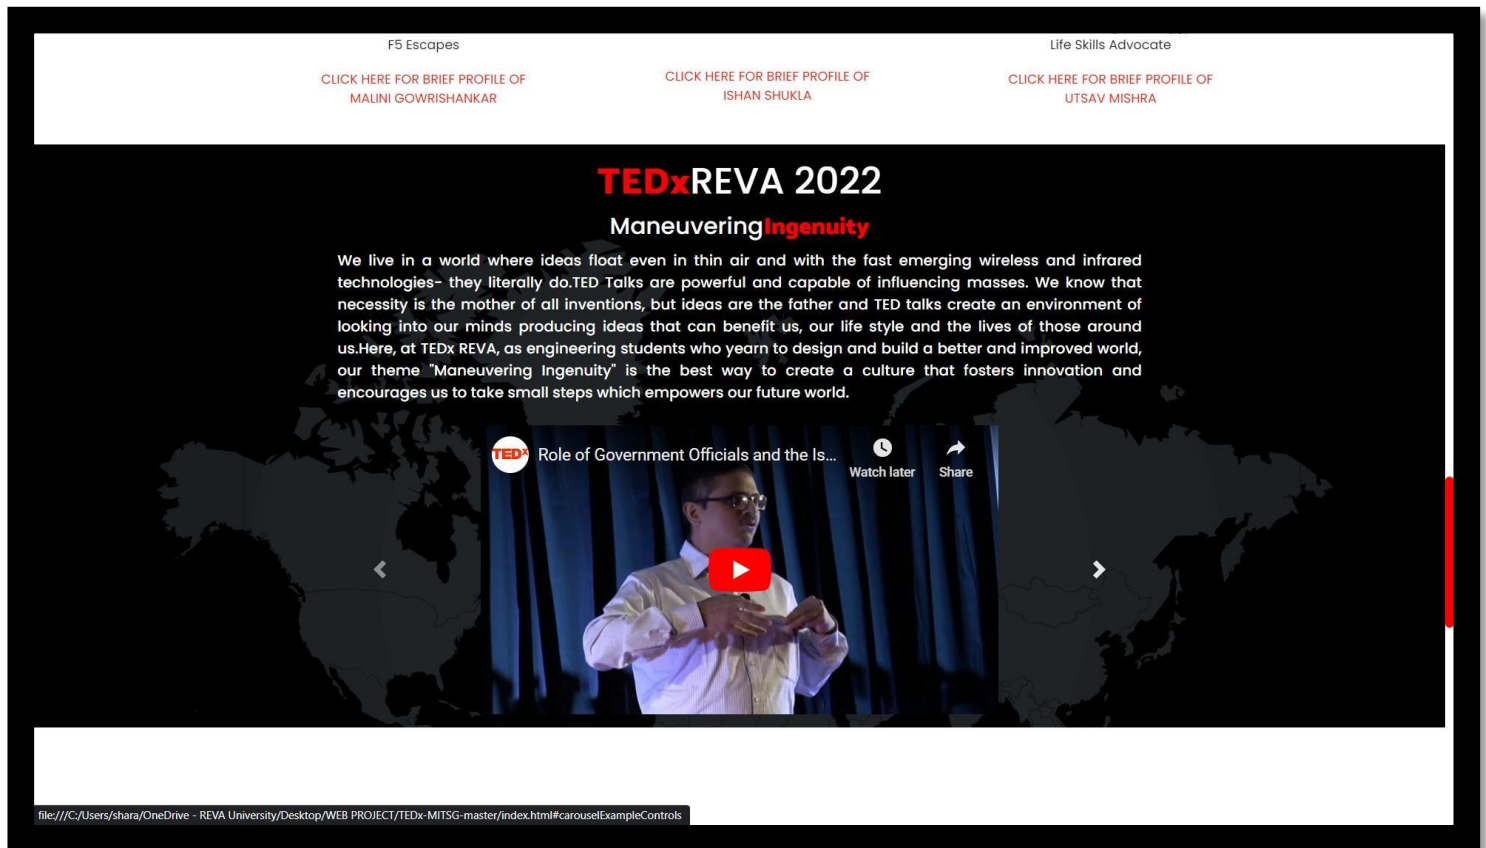 F5 Escapes
Life Skills Advocate
CLICK HERE FOR BRIEF PROFILE OF
MALINI GOWRISHANKAR
CLICK HERE FOR BRIEF PROFILE OF
ISHAN SHUKLA
CLICK HERE FOR BRIEF PROFILE OF
UTSAV MISHRA
TEDxREVA 2022
ManeuveringIngenuity
We live in a world where ideas float even in thin air and with the fast emerging wireless and infrared
technologies- they literally do.TED Talks are powerful and capable of influencing masses. We know that
necessity is the mother of all inventions, but ideas are the father and TED talks create an environment of
looking into our minds producing ideas that can benefit us, our life style and the lives of those around
us.Here, at TEDx REVA, as engineering students who yearn to design and build a better and improved world,
our theme "Maneuvering Ingenuity" is the best way to create a culture that fosters innovation and
encourages us to take small steps which empowers our future world.
TEDx
Role of Government Officials and the Is...
Watch later
Share
file:///C:/Users/shara/OneDrive - REVA University/Desktop/WEB PROJECT/TEDx-MITSG-master/index.html#carouselExampleControls